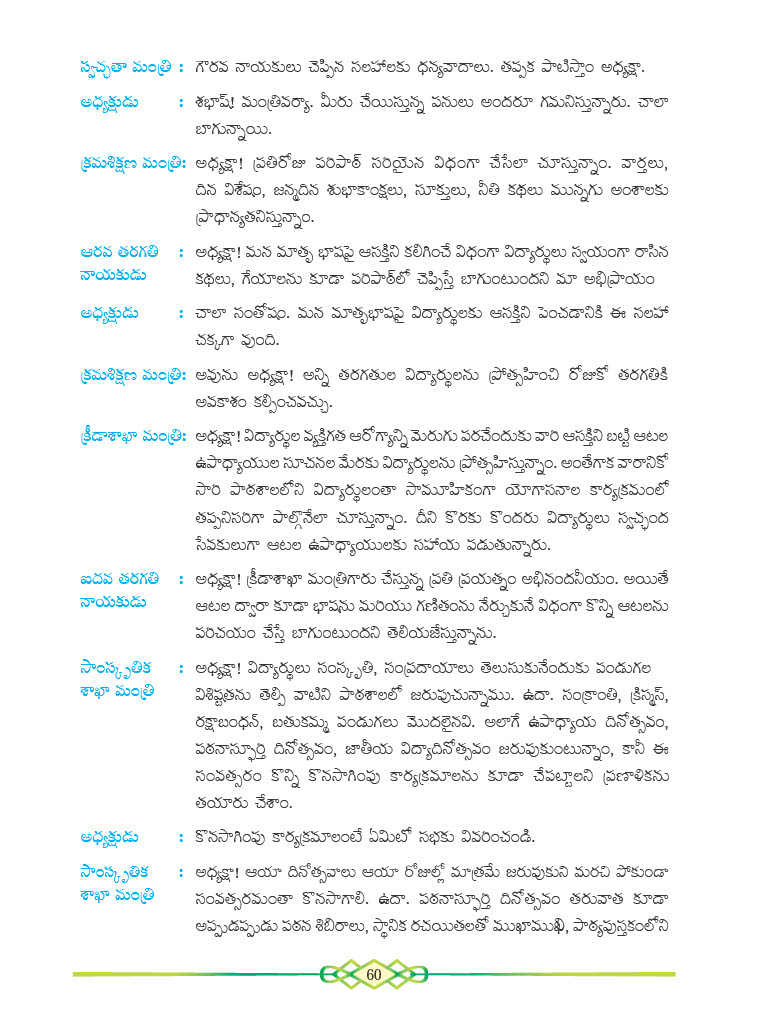 స్వచ్ఛతా మంత్రి : గౌరవ నాయకులు చెప్పిన సలహాలకు ధన్యవాదాలు. తప్పక పాటిస్తాం అధ్యక్షా.
అధ్యక్షుడు : శభాష్! మంత్రివర్యా. మీరు చేయిస్తున్న పనులు అందరూ గమనిస్తున్నారు. చాలా
బాగున్నాయి.
క్రమశిక్షణ మంత్రి: అధ్యక్షా! ప్రతిరోజు పరిపాఠ్ సరియైన విధంగా చేసేలా చూస్తున్నాం. వార్తలు,
దిన విశేషం, జన్మదిన శుభాకాంక్షలు, సూక్తులు, నీతి కథలు మున్నగు అంశాలకు
ప్రాధాన్యతనిస్తున్నాం.
ఆరవ తరగతి : అధ్యక్షా! మన మాతృ భాషపై ఆసక్తిని కలిగించే విధంగా విద్యార్థులు స్వయంగా రాసిన
నాయకుడు కథలు, గేయాలను కూడా పరిపాఠ్‌లో చెప్పిస్తే బాగుంటుందని మా అభిప్రాయం
అధ్యక్షుడు : చాలా సంతోషం. మన మాతృభాషపై విద్యార్థులకు ఆసక్తిని పెంచడానికి ఈ సలహా
చక్కగా వుంది.
క్రమశిక్షణ మంత్రి: అవును అధ్యక్షా! అన్ని తరగతుల విద్యార్థులను ప్రోత్సహించి రోజుకో తరగతికి
అవకాశం కల్పించవచ్చు.
క్రీడాశాఖా మంత్రి: అధ్యక్షా! విద్యార్థుల వ్యక్తిగత ఆరోగ్యాన్ని మెరుగు పరచేందుకు వారి ఆసక్తిని బట్టి ఆటల
ఉపాధ్యాయుల సూచనల మేరకు విద్యార్థులను ప్రోత్సహిస్తున్నాం. అంతేగాక వారానికో
సారి పాఠశాలలోని విద్యార్థులంతా సామూహికంగా యోగాసనాల కార్యక్రమంలో
తప్పనిసరిగా పాల్గొనేలా చూస్తున్నాం. దీని కొరకు కొందరు విద్యార్థులు స్వచ్ఛంద
సేవకులుగా ఆటల ఉపాధ్యాయులకు సహాయ పడుతున్నారు.
ఐదవ తరగతి : అధ్యక్షా! క్రీడాశాఖా మంత్రిగారు చేస్తున్న ప్రతి ప్రయత్నం అభినందనీయం. అయితే
నాయకుడు ఆటల ద్వారా కూడా భాషను మరియు గణితంను నేర్చుకునే విధంగా కొన్ని ఆటలను
పరిచయం చేస్తే బాగుంటుందని తెలియజేస్తున్నాను.
సాంస్కృతిక : అధ్యక్షా! విద్యార్థులు సంస్కృతి, సంప్రదాయాలు తెలుసుకునేందుకు పండుగల
శాఖా మంత్రి విశిష్టతను తెల్పి వాటిని పాఠశాలలో జరుపుచున్నాము. ఉదా. సంక్రాంతి, క్రిస్మస్,
రక్షాబంధన్, బతుకమ్మ పండుగలు మొదలైనవి. అలాగే ఉపాధ్యాయ దినోత్సవం,
పఠనాస్ఫూర్తి దినోత్సవం, జాతీయ విద్యాదినోత్సవం జరుపుకుంటున్నాం, కానీ ఈ
సంవత్సరం కొన్ని కొనసాగింపు కార్యక్రమాలను కూడా చేపట్టాలని ప్రణాళికను
తయారు చేశాం.
అధ్యక్షుడు : కొనసాగింపు కార్యక్రమాలంటే ఏమిటో సభకు వివరించండి.
సాంస్కృతిక : అధ్యక్షా! ఆయా దినోత్సవాలు ఆయా రోజుల్లో మాత్రమే జరుపుకుని మరచి పోకుండా
శాఖా మంత్రి సంవత్సరమంతా కొనసాగాలి. ఉదా. పఠనాస్ఫూర్తి దినోత్సవం తరువాత కూడా
అప్పుడప్పుడు పఠన శిబిరాలు, స్థానిక రచయితలతో ముఖాముఖి, పాఠ్యపుస్తకంలోని
60